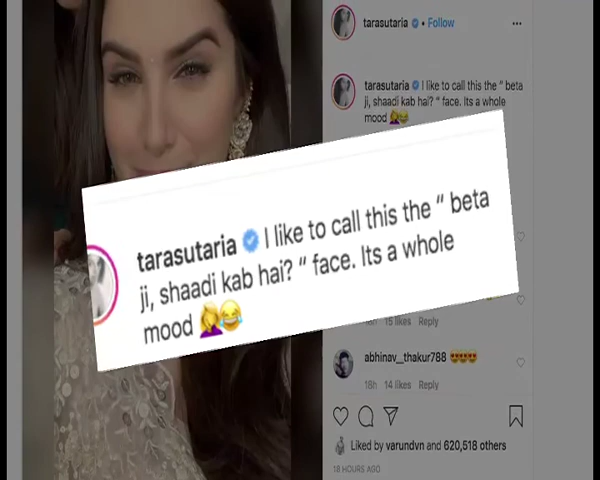 tarasutaria • Follow
tarasutaria I like to call this the “ beta
ji, shaadi kab hai? “ face. Its a whole
mood 🤦‍♀️😂
tarasutaria I like to call this the “ beta
ji, shaadi kab hai? “ face. Its a whole
mood 🤦‍♀️😂
15 likes Reply
abhinav__thakur788 😍😍😍
18h 14 likes Reply
Liked by varundvn and 620,518 others
18 HOURS AGO